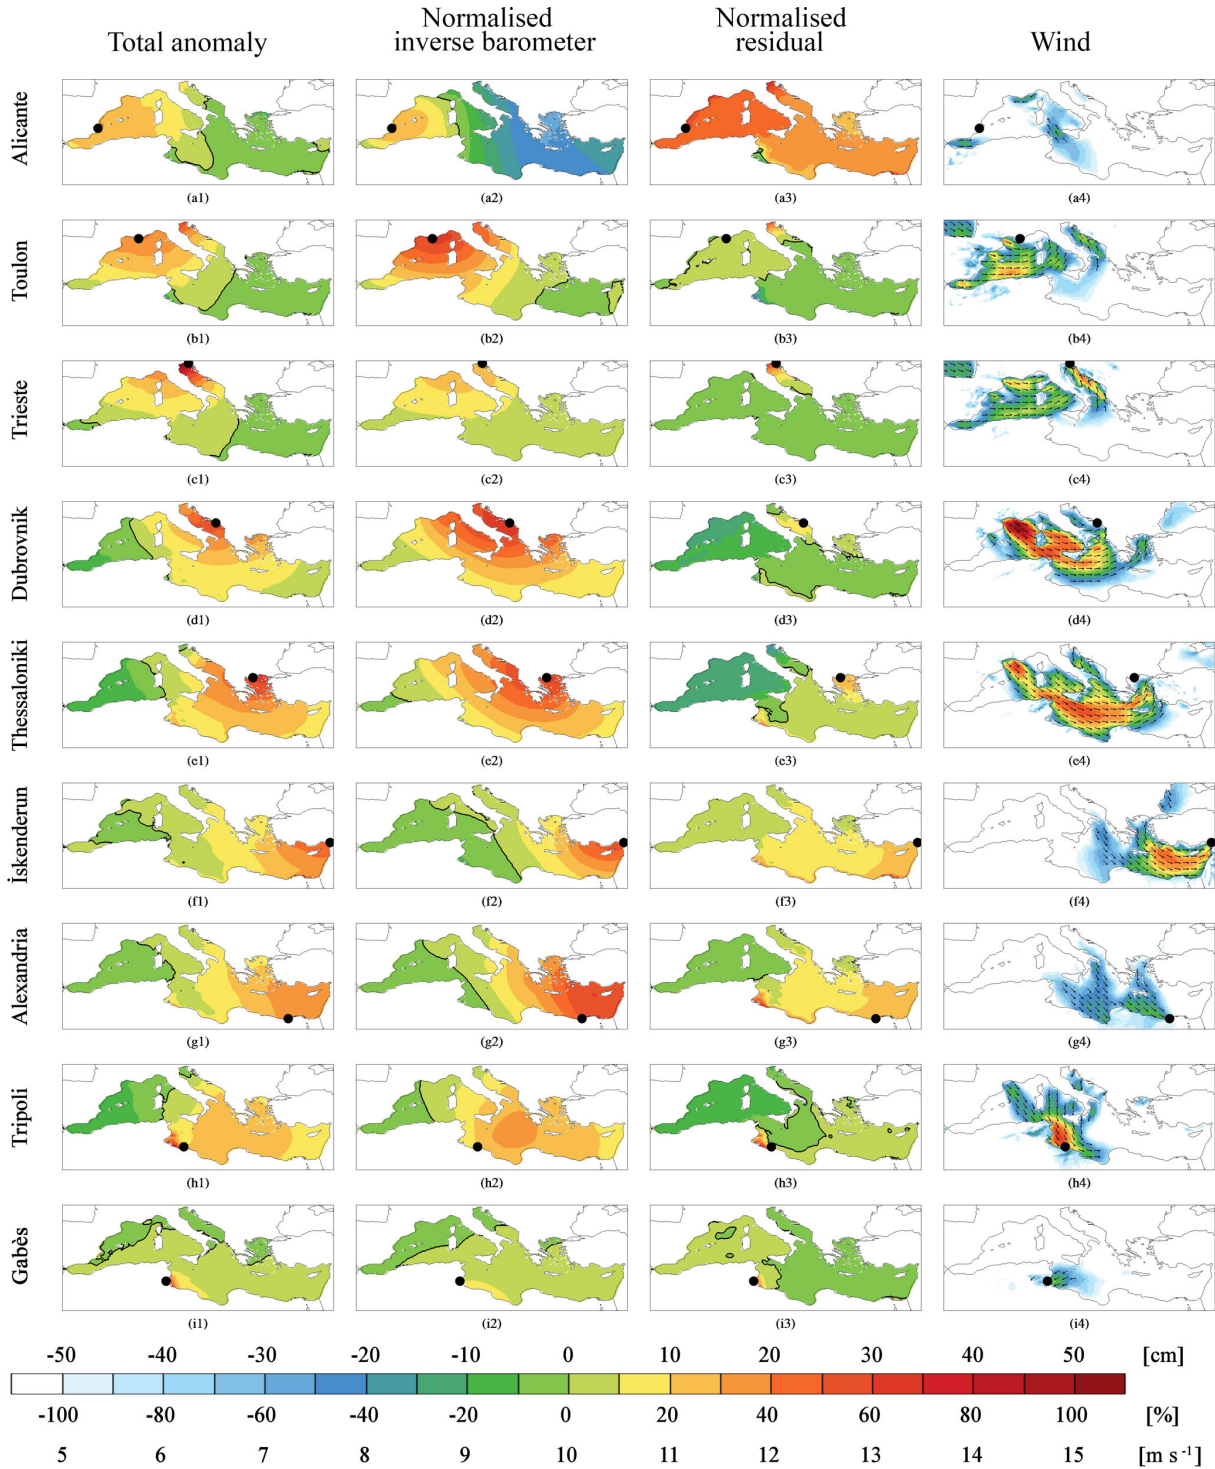 Total anomaly
Normalised
inverse barometer
Normalised
residual
Wind
Alicante
(a1) (a2) (a3) (a4)
Toulon
(b1) (b2) (b3) (b4)
Trieste
(c1) (c2) (c3) (c4)
Dubrovnik
(d1) (d2) (d3) (d4)
Thessaloniki
(e1) (e2) (e3) (e4)
İskenderun
(f1) (f2) (f3) (f4)
Alexandria
(g1) (g2) (g3) (g4)
Tripoli
(h1) (h2) (h3) (h4)
Gabès
(i1) (i2) (i3) (i4)
-50 -40 -30 -20 -10 0 10 20 30 40 50 [cm]
-100 -80 -60 -40 -20 0 20 40 60 80 100 [%]
5 6 7 8 9 10 11 12 13 14 15 [m s⁻¹]